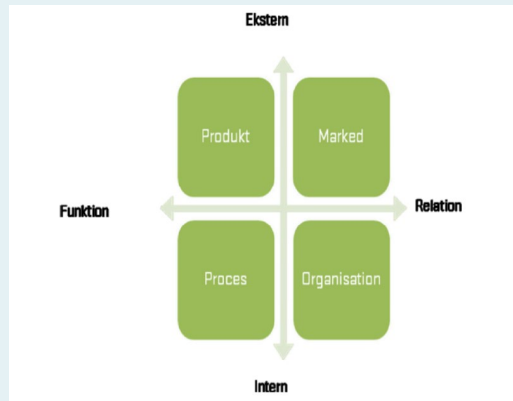 Ekstern
Produkt
Marked
Funktion
Relation
Proces
Organisation
Intern